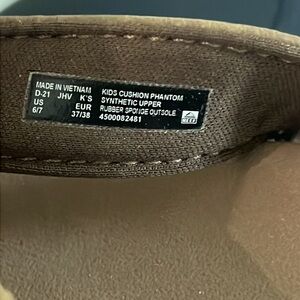 MADE IN VIETNAM
D-21 JHV K'S
US EUR
6/7 37/38
KIDS CUSHION PHANTOM
SYNTHETIC UPPER
RUBBER SPONGE OUTSOLE
4500082481
REEF